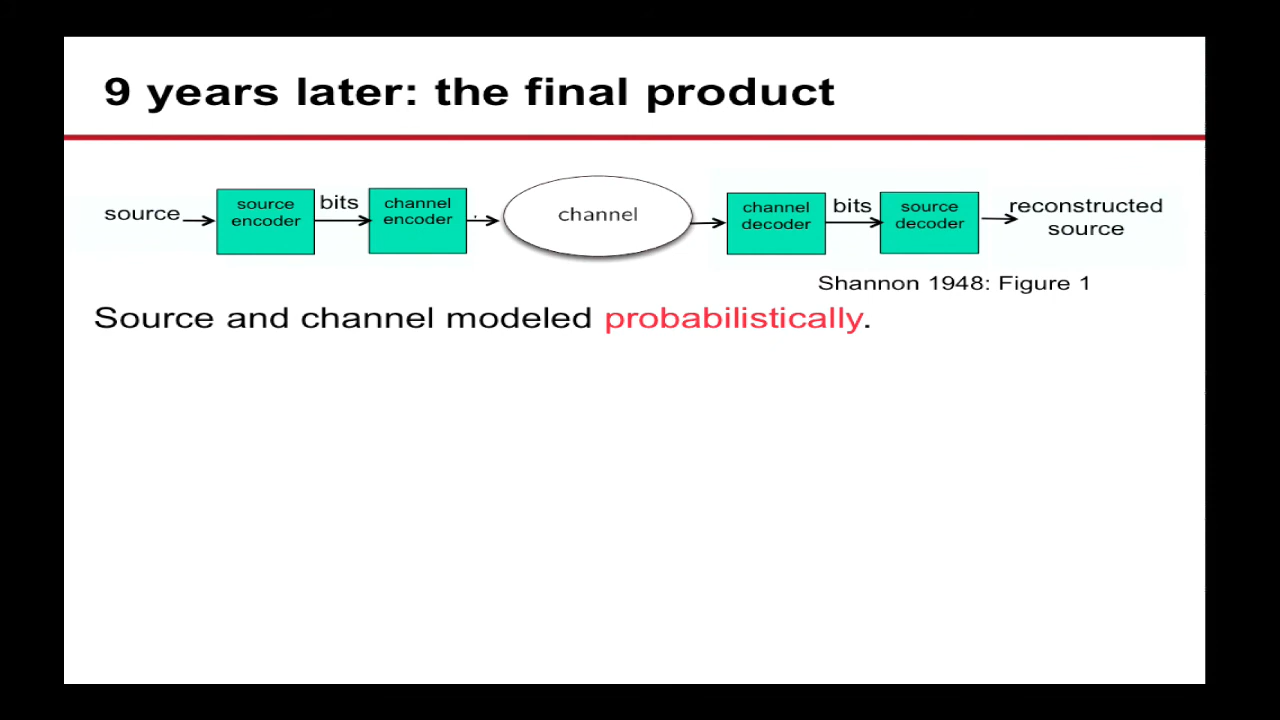 9 years later: the final product
source
source
encoder
bits
channel
encoder
channel
channel
decoder
bits
source
decoder
reconstructed
source
Shannon 1948: Figure 1
Source and channel modeled probabilistically.